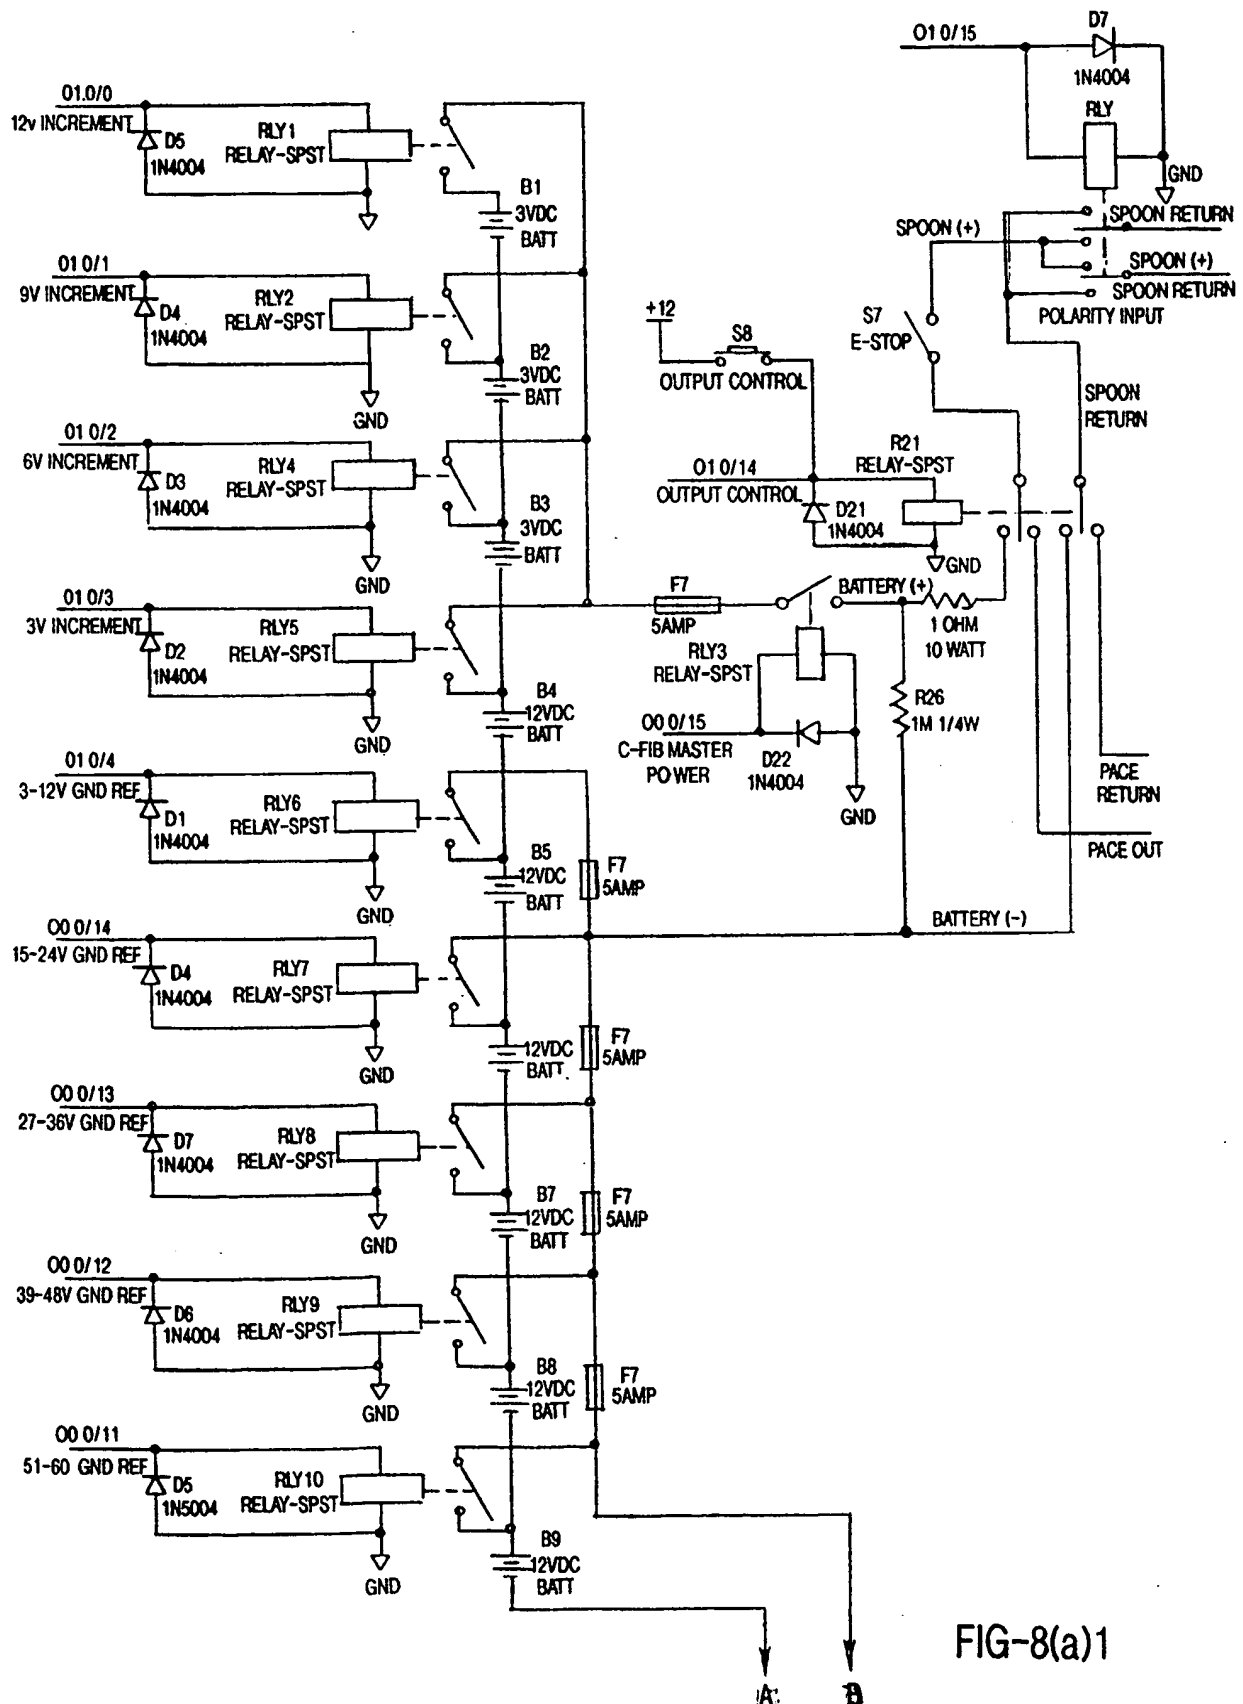 01.0/0
12v INCREMENT
D5
1N4004
RLY1
RELAY-SPST
B1
3VDC
BATT
01 0/1
9V INCREMENT
D4
1N4004
RLY2
RELAY-SPST
GND
B2
3VDC
BATT
01 0/2
6V INCREMENT
D3
1N4004
RLY4
RELAY-SPST
GND
B3
3VDC
BATT
01 0/3
3V INCREMENT
D2
1N4004
RLY5
RELAY-SPST
GND
B4
12VDC
BATT
01 0/4
3-12V GND REF
D1
1N4004
RLY6
RELAY-SPST
GND
B5
12VDC
BATT
F7
5AMP
O0 0/14
15-24V GND REF
D4
1N4004
RLY7
RELAY-SPST
GND
12VDC
BATT
F7
5AMP
O0 0/13
27-36V GND REF
D7
1N4004
RLY8
RELAY-SPST
GND
B7
12VDC
BATT
F7
5AMP
O0 0/12
39-48V GND REF
D6
1N4004
RLY9
RELAY-SPST
GND
B8
12VDC
BATT
F7
5AMP
O0 0/11
51-60 GND REF
D5
1N5004
RLY10
RELAY-SPST
GND
B9
12VDC
BATT
A
B
O1 0/15
D7
1N4004
RLY
GND
SPOON RETURN
SPOON (+)
SPOON (+)
SPOON RETURN
POLARITY INPUT
S7
E-STOP
SPOON
RETURN
+12
S8
OUTPUT CONTROL
R21
RELAY-SPST
O1 0/14
OUTPUT CONTROL
D21
1N4004
GND
F7
5AMP
BATTERY (+)
1 OHM
10 WATT
RLY3
RELAY-SPST
R26
1M 1/4W
O0 0/15
C-FIB MASTER
POWER
D22
1N4004
GND
PACE
RETURN
PACE OUT
BATTERY (-)
FIG-8(a)1